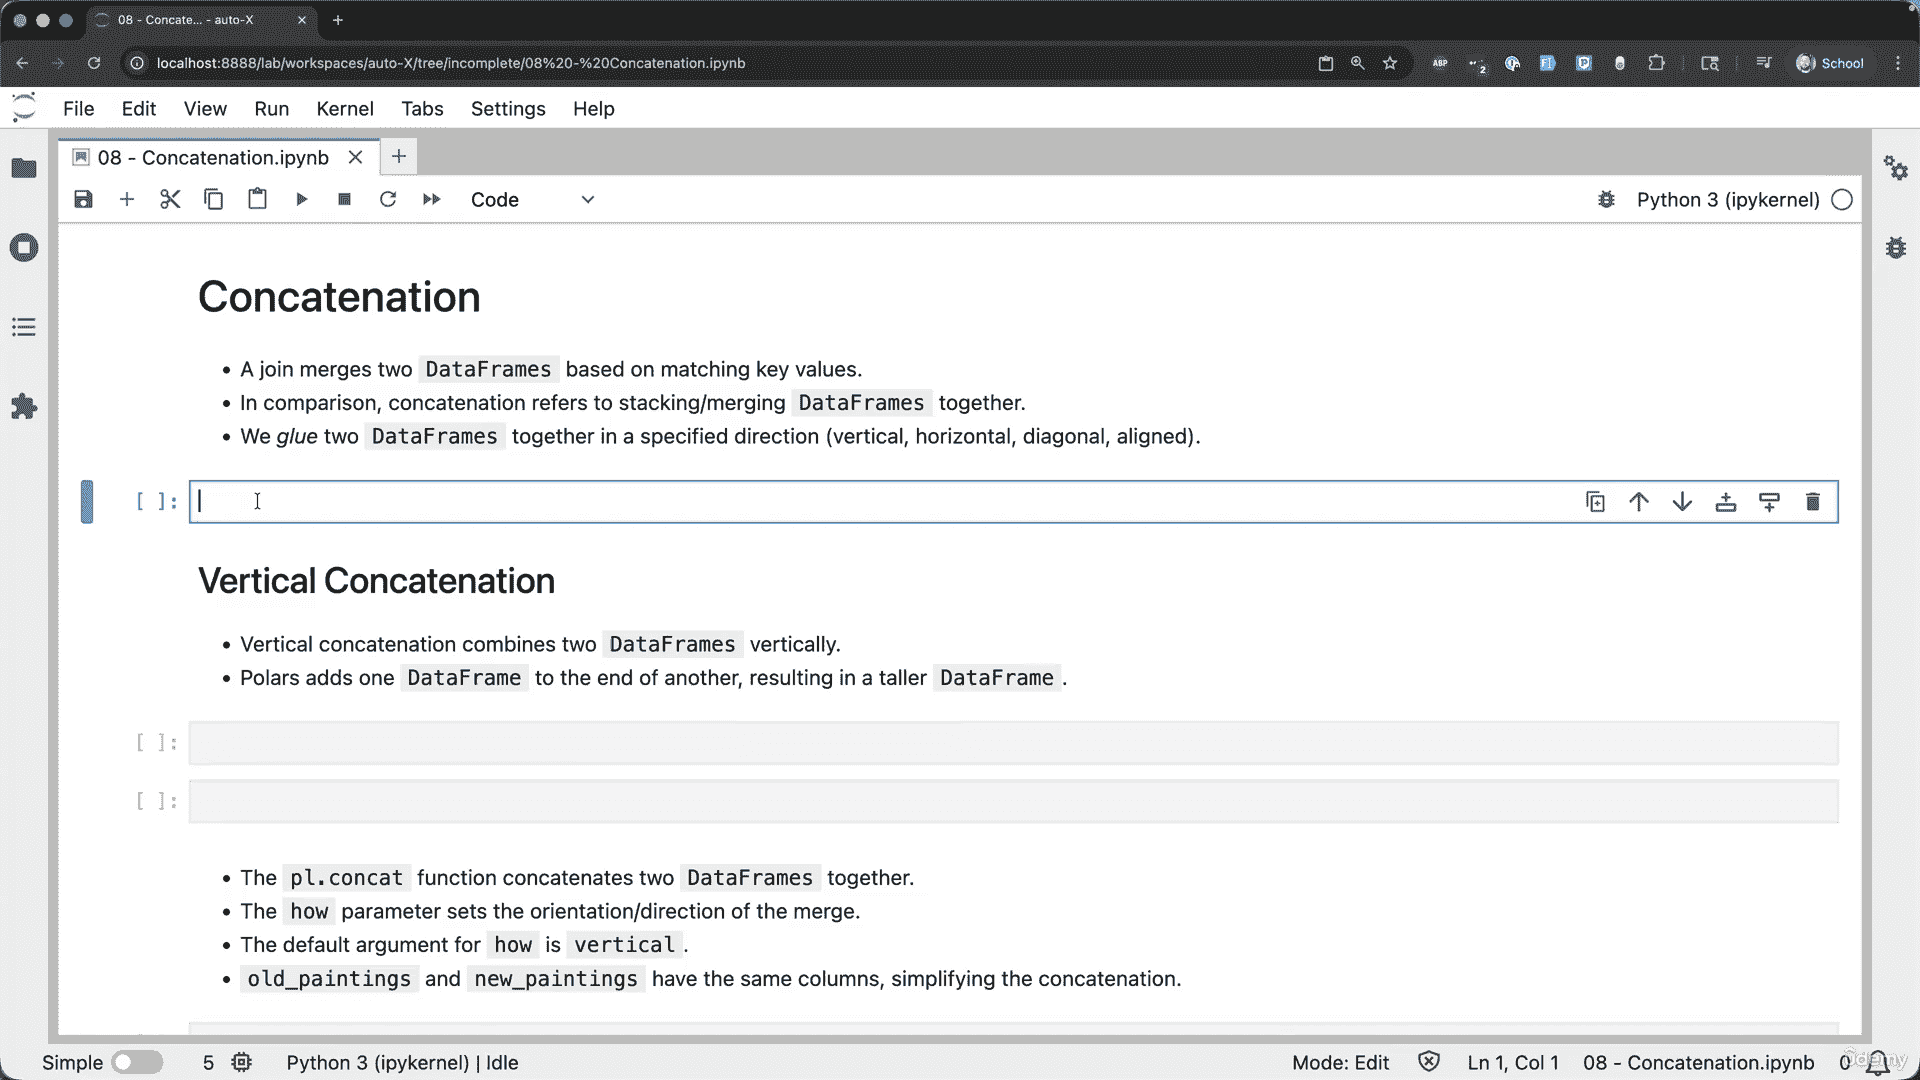 08 - Concate... - auto-X
localhost:8888/lab/workspaces/auto-X/tree/incomplete/08%20-%20Concatenation.ipynb
ABP
2
School
File Edit View Run Kernel Tabs Settings Help
08 - Concatenation.ipynb
Code
Python 3 (ipykernel)
Concatenation
• A join merges two DataFrames based on matching key values.
• In comparison, concatenation refers to stacking/merging DataFrames together.
• We glue two DataFrames together in a specified direction (vertical, horizontal, diagonal, aligned).
[ ]:
Vertical Concatenation
• Vertical concatenation combines two DataFrames vertically.
• Polars adds one DataFrame to the end of another, resulting in a taller DataFrame.
[ ]:
[ ]:
• The pl.concat function concatenates two DataFrames together.
• The how parameter sets the orientation/direction of the merge.
• The default argument for how is vertical.
• old_paintings and new_paintings have the same columns, simplifying the concatenation.
Simple 5 Python 3 (ipykernel) | Idle Mode: Edit Ln 1, Col 1 08 - Concatenation.ipynb 0
udemy